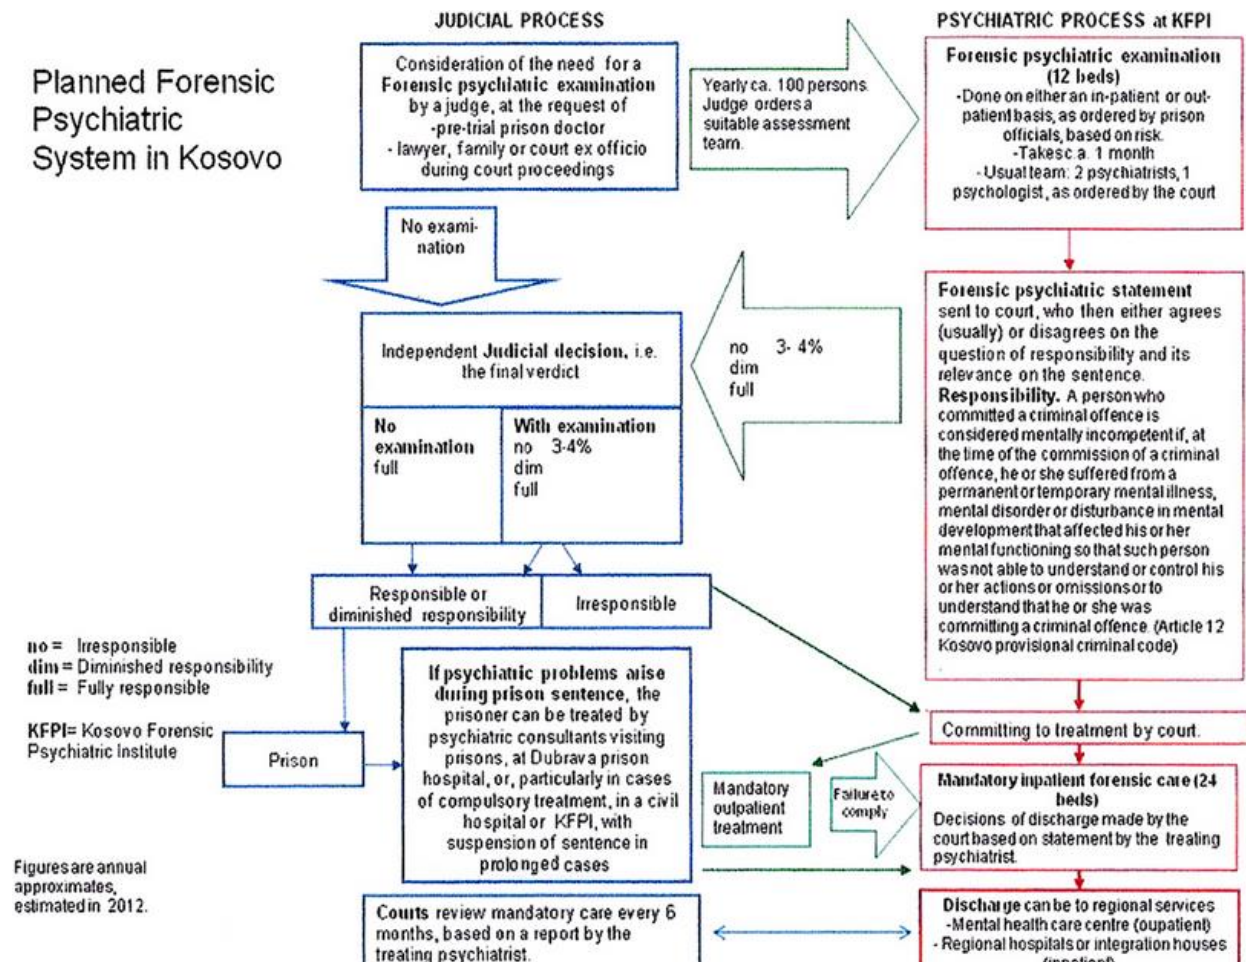 Planned Forensic
Psychiatric
System in Kosovo
JUDICIAL PROCESS
Consideration of the need for a
Forensic psychiatric examination
by a judge, at the request of
-pre-trial prison doctor
- lawyer, family or court ex officio
during court proceedings
Yearly ca. 100 persons.
Judge orders a
suitable assessment
team.
PSYCHIATRIC PROCESS at KFPI
Forensic psychiatric examination
(12 beds)
-Done on either an in-patient or out-
patient basis, as ordered by prison
officials, based on risk.
-Takes c.a. 1 month
-Usual team: 2 psychiatrists, 1
psychologist, as ordered by the court
No exami-
nation
Independent Judicial decision, i.e.
the final verdict
No
examination
full
With examination
no 3-4%
dim
full
no 3- 4%
dim
full
Forensic psychiatric statement
sent to court, who then either agrees
(usually) or disagrees on the
question of responsibility and its
relevance on the sentence.
Responsibility. A person who
committed a criminal offence is
considered mentally incompetent if, at
the time of the commission of a criminal
offence, he or she suffered from a
permanent or temporary mental illness,
mental disorder or disturbance in mental
development that affected his or her
mental functioning so that such person
was not able to understand or control his
or her actions or omissions or to
understand that he or she was
committing a criminal offence. (Article 12
Kosovo provisional criminal code)
Responsible or
diminished responsibility
Irresponsible
no = Irresponsible
dim = Diminished responsibility
full = Fully responsible
KFPI= Kosovo Forensic
Psychiatric Institute
Prison
If psychiatric problems arise
during prison sentence, the
prisoner can be treated by
psychiatric consultants visiting
prisons, at Dubrava prison
hospital, or, particularly in cases
of compulsory treatment, in a civil
hospital or KFPI, with
suspension of sentence in
prolonged cases
Committing to treatment by court.
Mandatory
outpatient
treatment
Failure to
comply
Mandatory inpatient forensic care (24
beds)
Decisions of discharge made by the
court based on statement by the treating
psychiatrist.
Figures are annual
approximates,
estimated in 2012.
Courts review mandatory care every 6
months, based on a report by the
treating psychiatrist.
Discharge can be to regional services
-Mental health care centre (oupatient)
- Regional hospitals or integration houses
(inpatient)